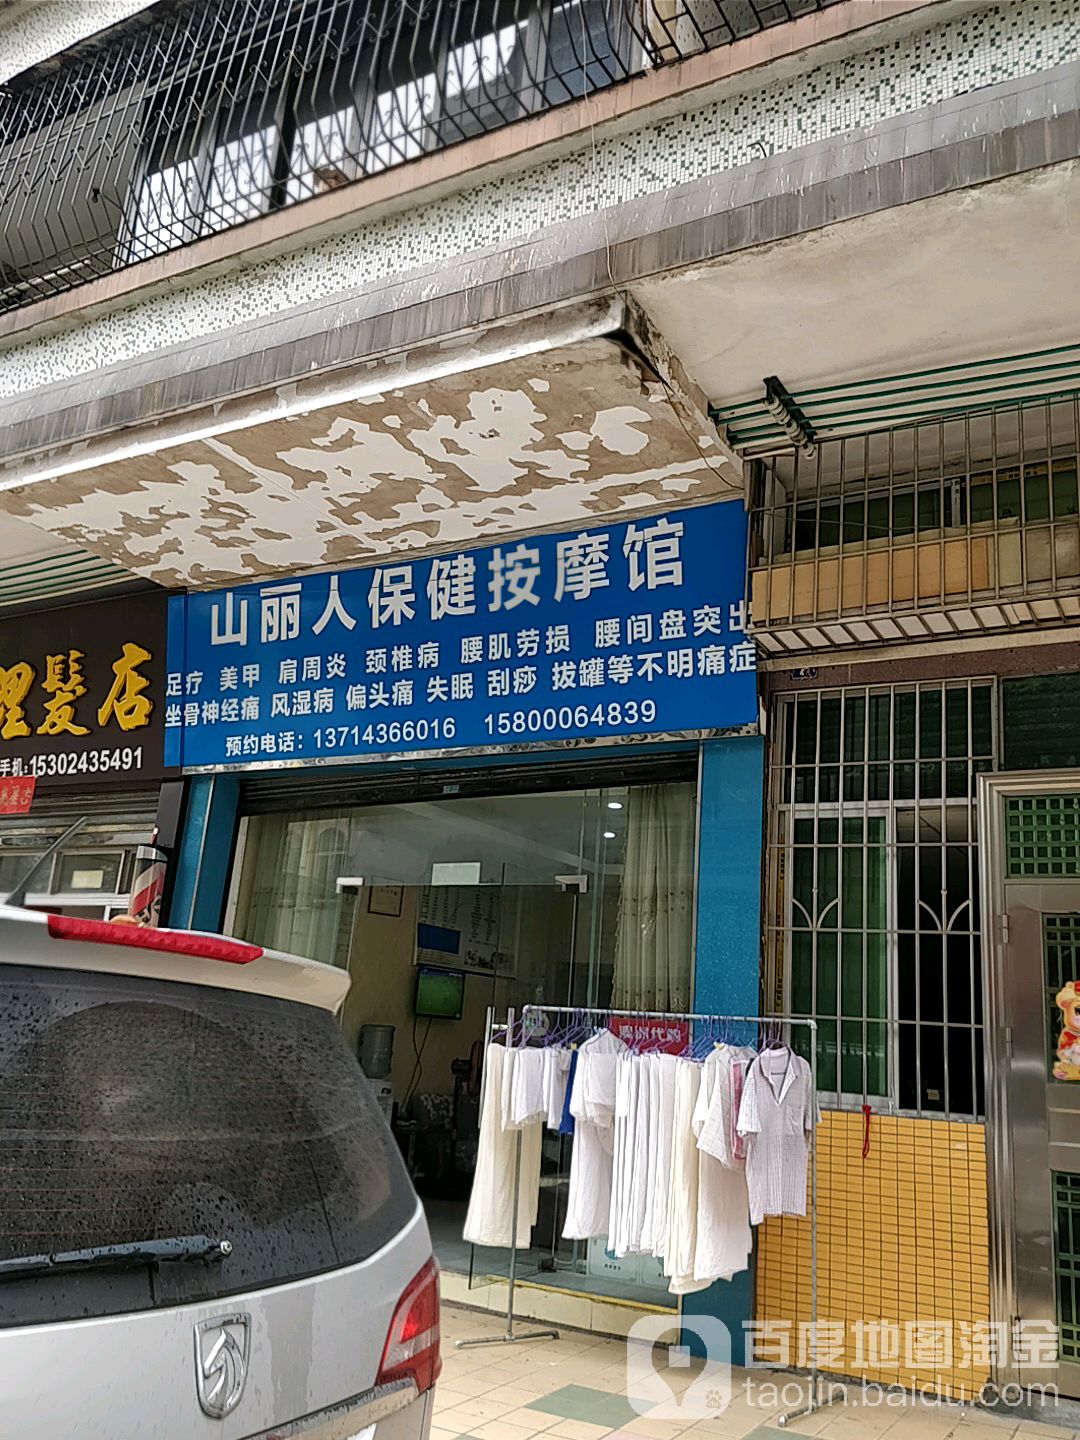 山丽人保健按摩馆
足疗 美甲 肩周炎 颈椎病 腰肌劳损 腰间盘突出
坐骨神经痛 风湿病 偏头痛 失眠 刮痧 拔罐等不明痛症
预约电话：13714366016 15800064839
理髮店
手机:15302435491
百度地图淘金
taojin.baidu.com